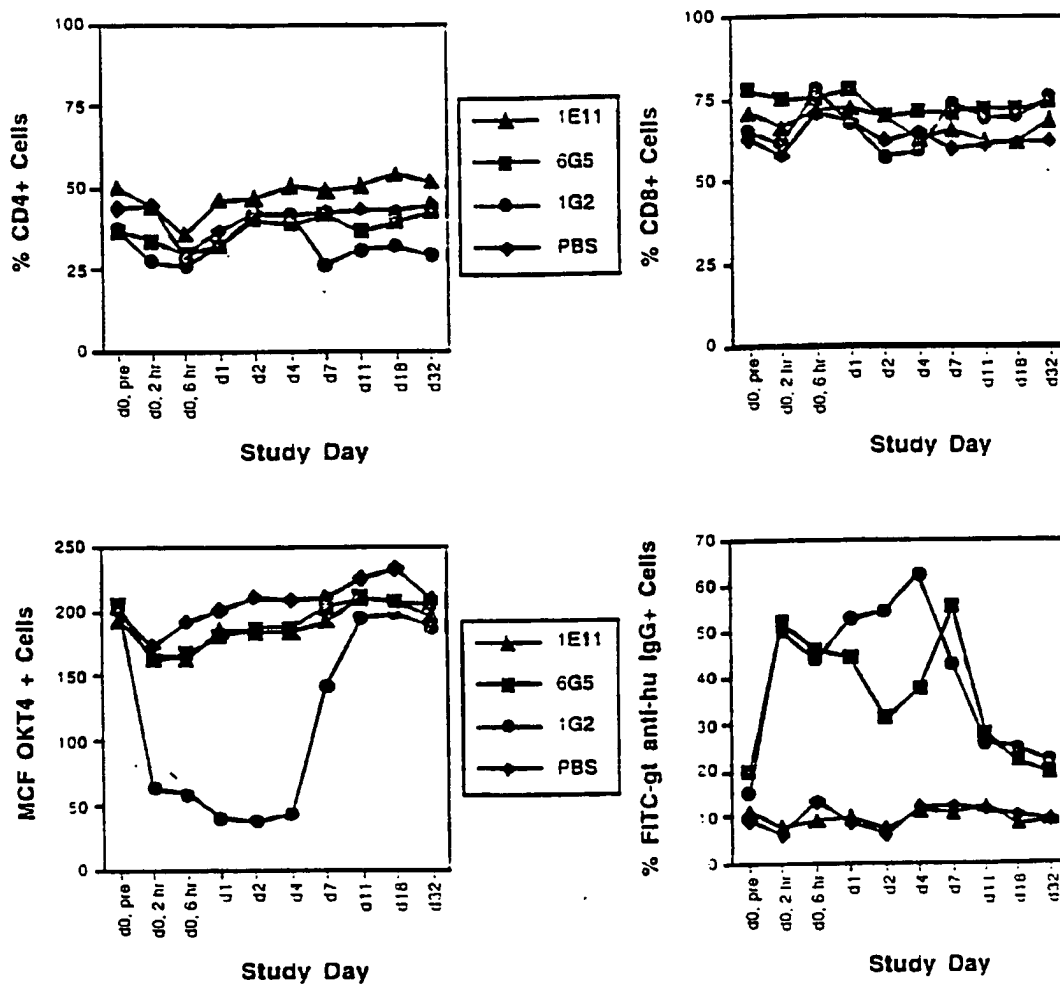 % CD4+ Cells
100
75
50
25
0
d0, pre
d0, 2 hr
d0, 6 hr
d1
d2
d4
d7
d11
d18
d32
Study Day
1E11
6G5
1G2
PBS
% CD8+ Cells
100
75
50
25
0
d0, pre
d0, 2 hr
d0, 6 hr
d1
d2
d4
d7
d11
d18
d32
Study Day
MCF OKT4 + Cells
250
200
150
100
50
0
d0, pre
d0, 2 hr
d0, 6 hr
d1
d2
d4
d7
d11
d18
d32
Study Day
1E11
6G5
1G2
PBS
% FITC-gt anti-hu IgG+ Cells
70
60
50
40
30
20
10
0
d0, pre
d0, 2 hr
d0, 6 hr
d1
d2
d4
d7
d11
d18
d32
Study Day